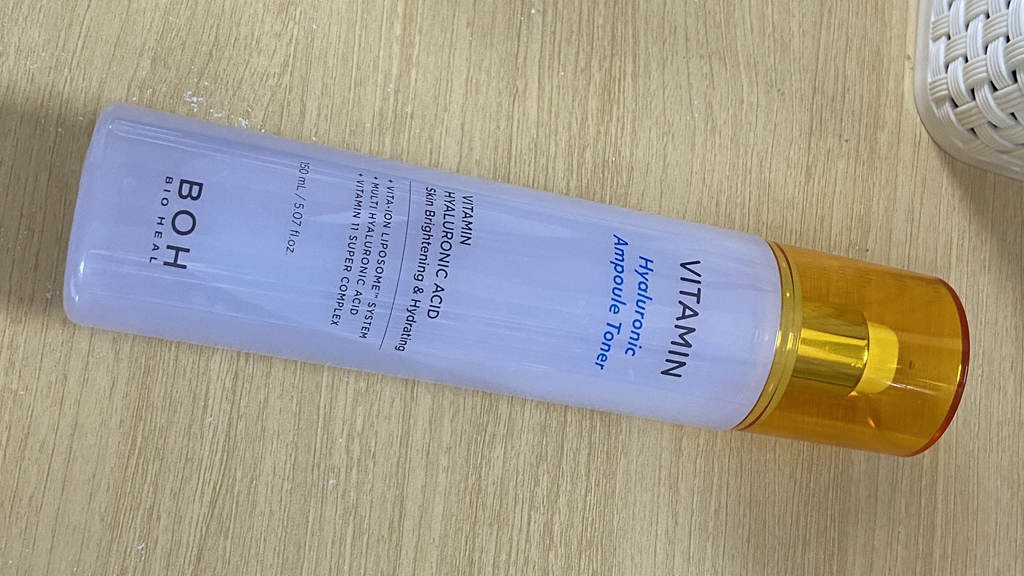 VITAMIN
Hyaluronic
Ampoule Toner
VITAMIN
HYALURONIC ACID
Skin Brightening & Hydrating
+ VITA-ION LIPOSOME™ SYSTEM
+ MULTI HYALURONIC ACID
+ VITAMIN 11 SUPER COMPLEX
150 mL / 5.07 fl.oz.
BOH
BIO HEAL